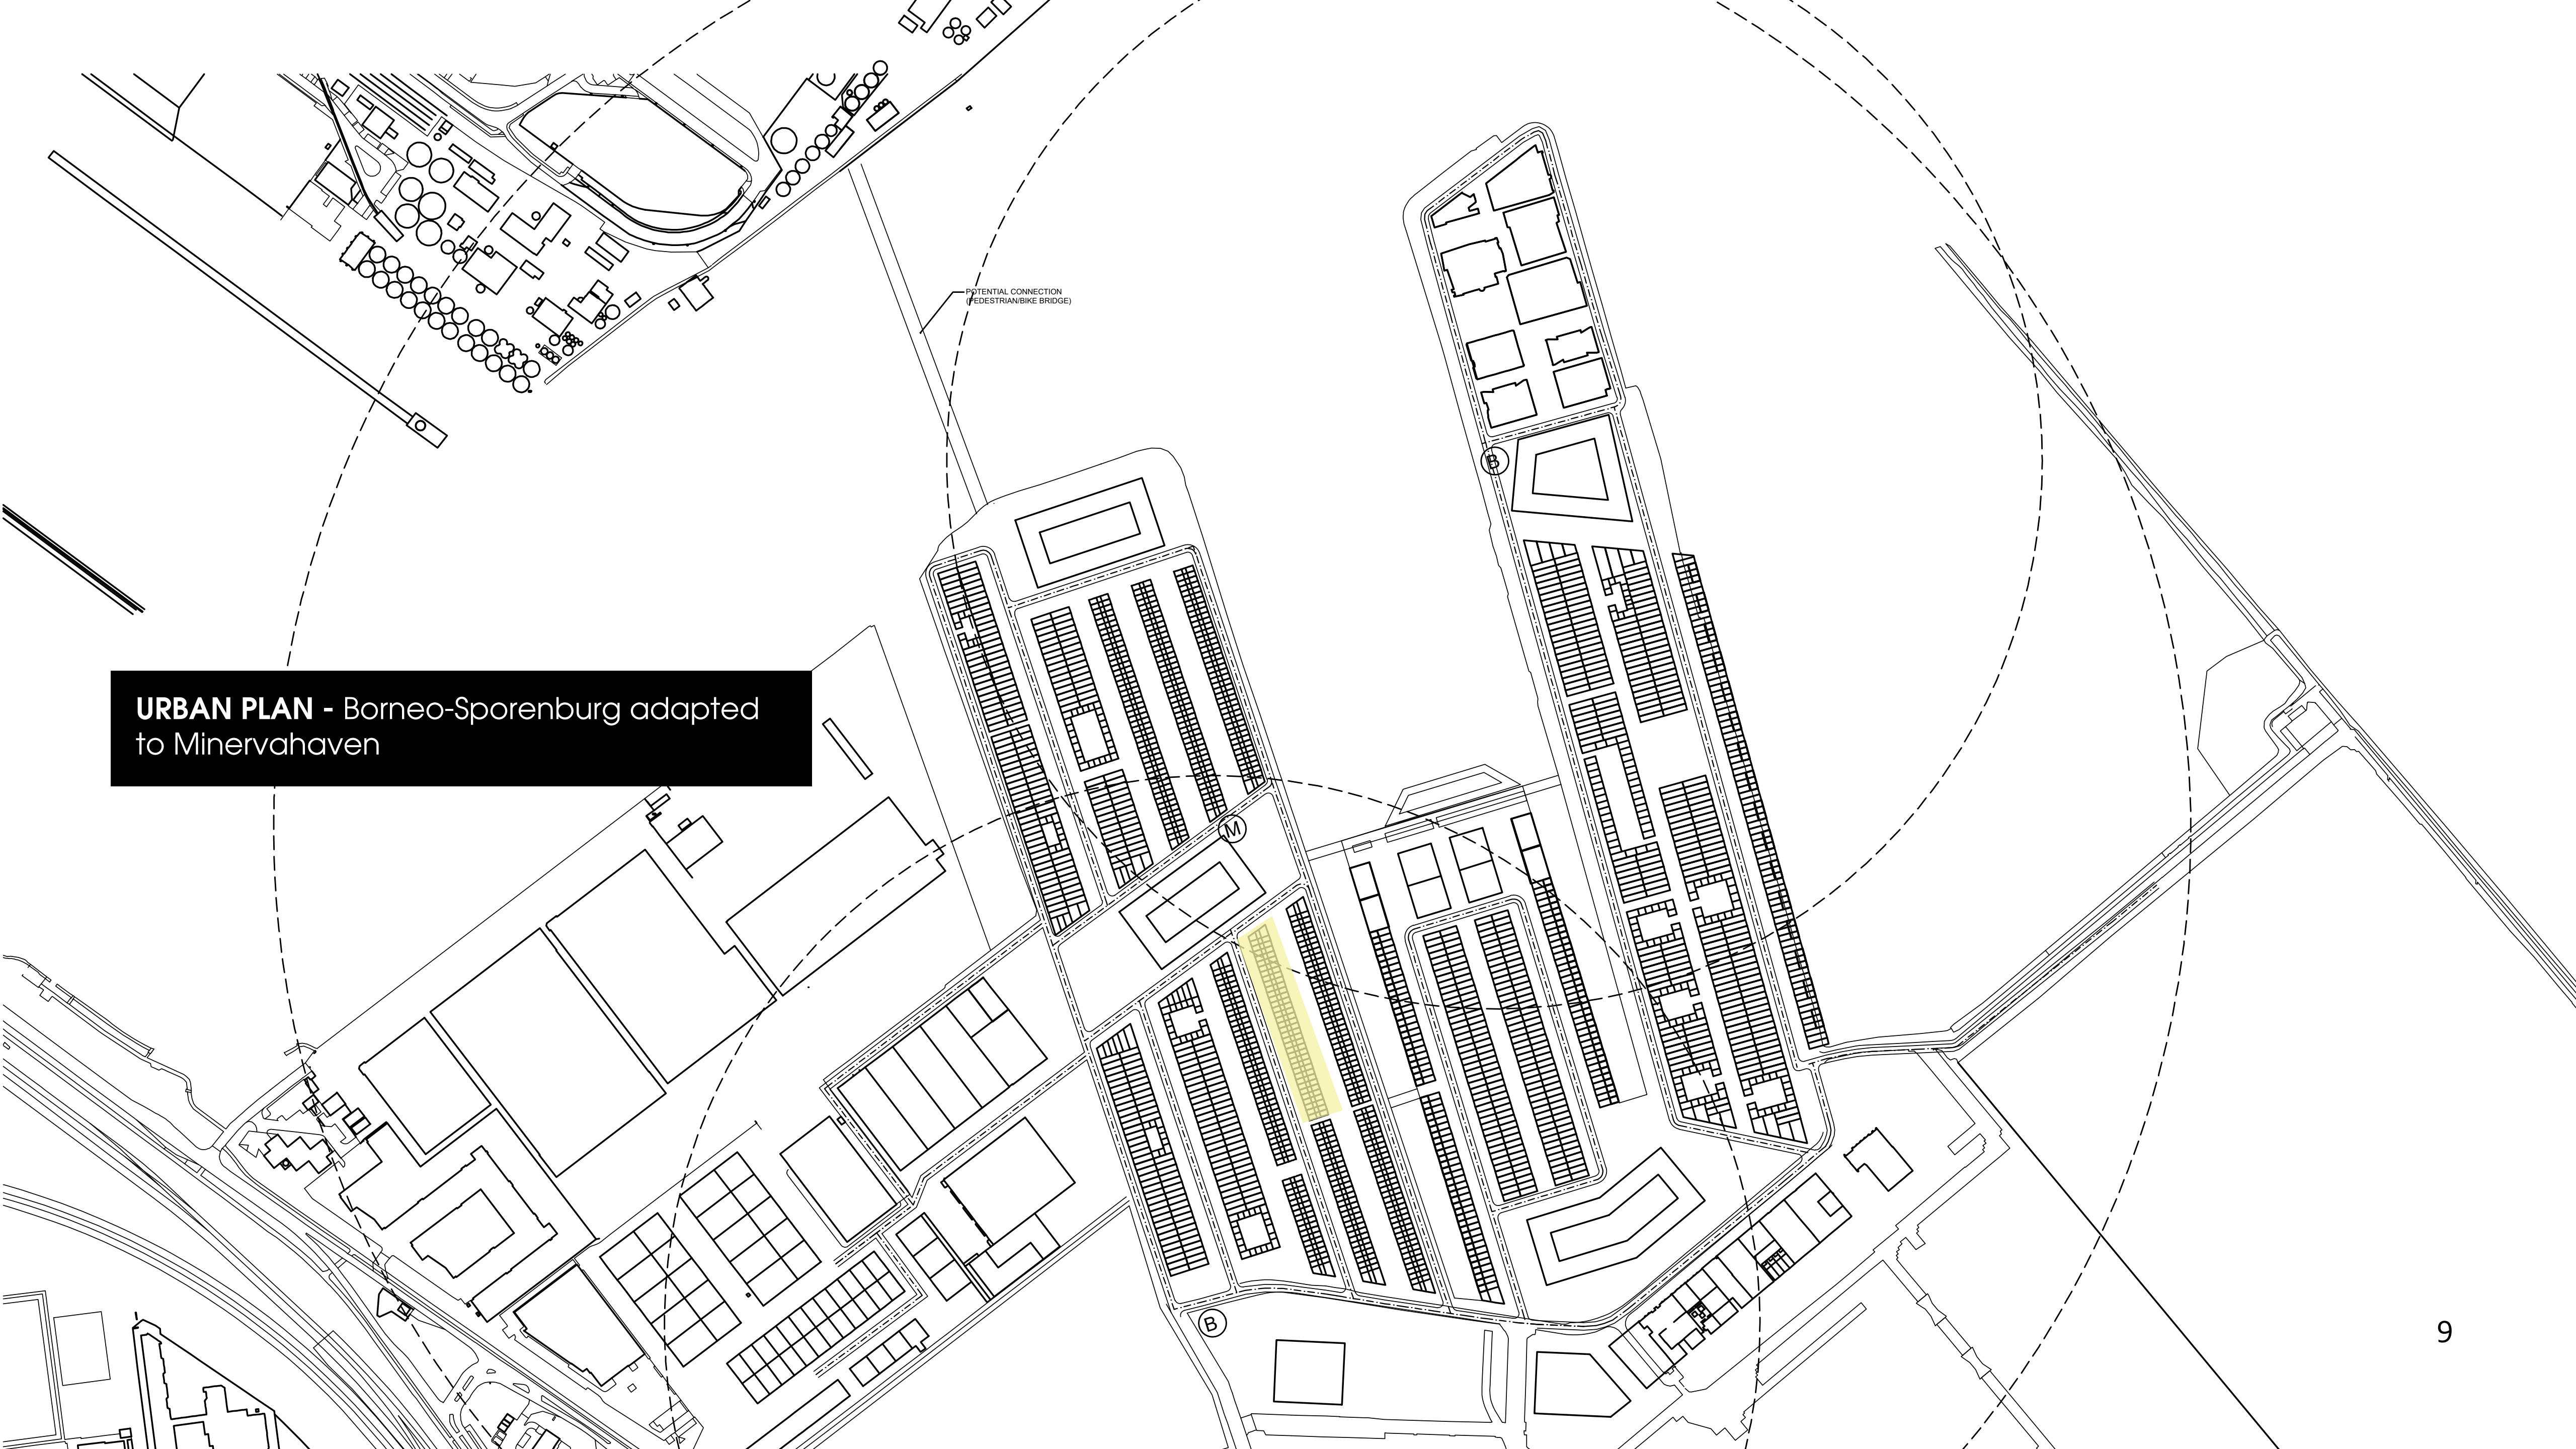 POTENTIAL CONNECTION
(PEDESTRIAN/BIKE BRIDGE)
B
URBAN PLAN - Borneo-Sporenburg adapted
to Minervahaven
M
B
9